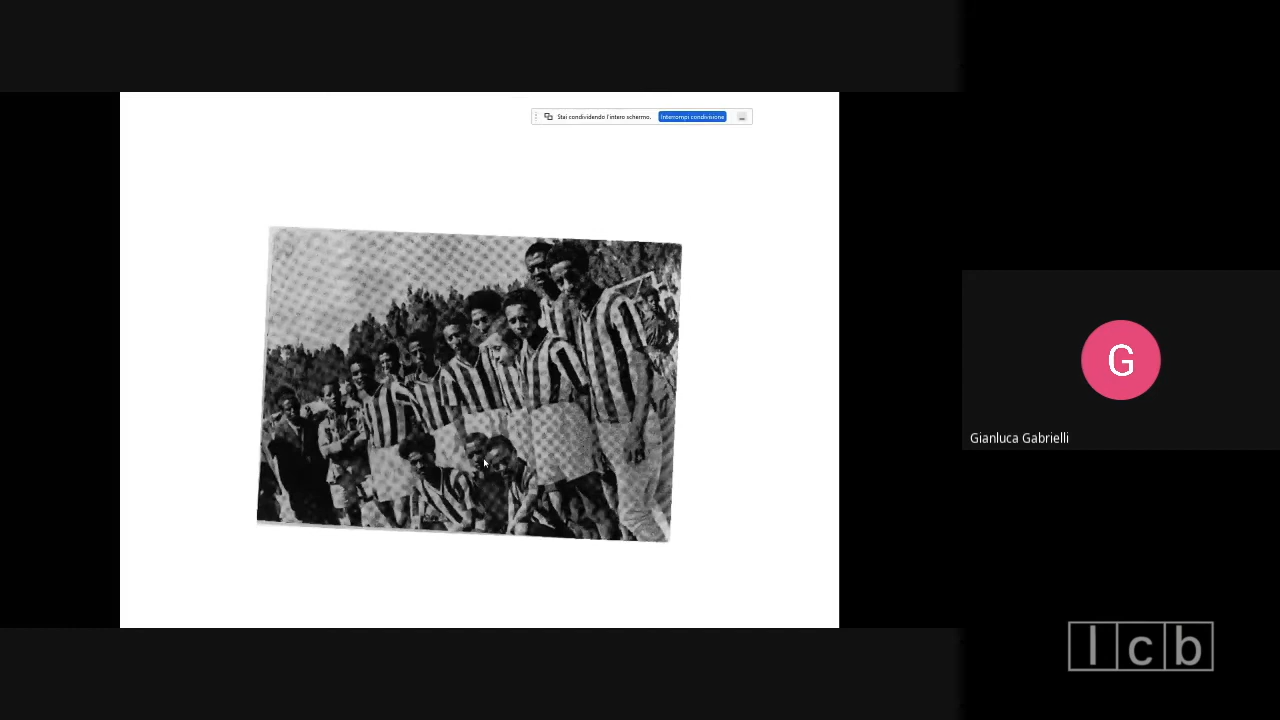 Stai condividendo l'intero schermo. Interrompi condivisione
G
Gianluca Gabrielli
lcb